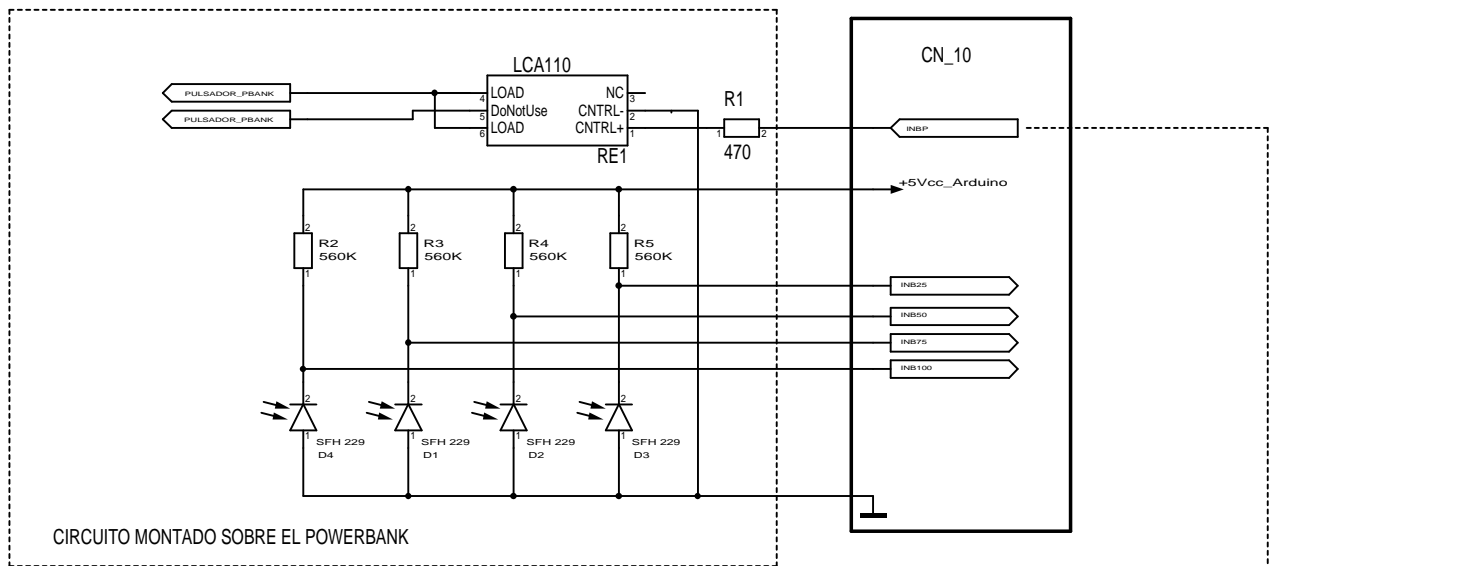 LCA110
CN_10
PULSADOR_PBANK
PULSADOR_PBANK
LOAD
DoNotUse
LOAD
4
5
6
NC
CNTRL-
CNTRL+
3
2
1
RE1
R1
1
2
470
INBP
+5Vcc_Arduino
2
R2
560K
1
2
R3
560K
1
2
R4
560K
1
2
R5
560K
1
INB25
INB50
INB75
INB100
2
1
SFH 229
D4
2
1
SFH 229
D1
2
1
SFH 229
D2
2
1
SFH 229
D3
CIRCUITO MONTADO SOBRE EL POWERBANK